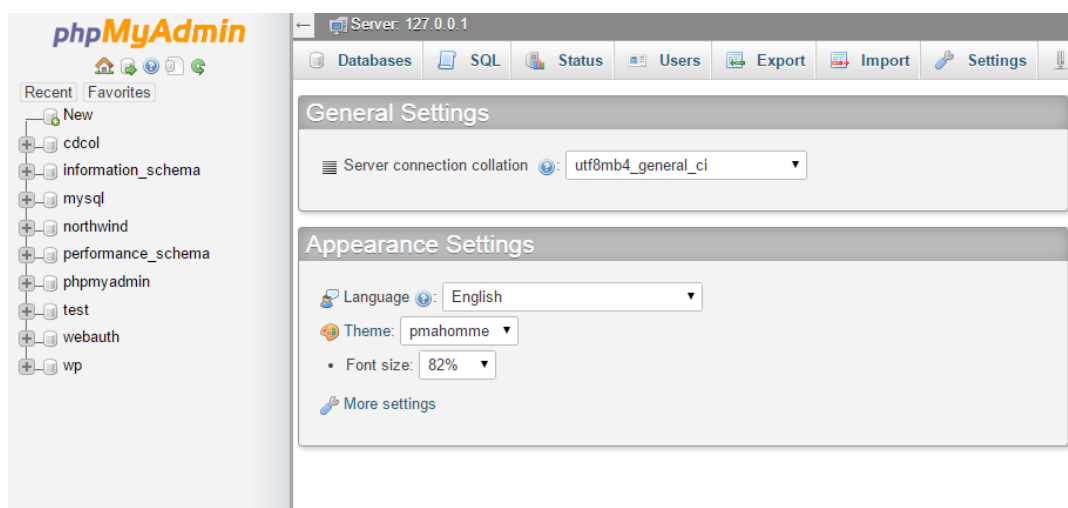 phpMyAdmin
Recent Favorites
New
cdcol
information_schema
mysql
northwind
performance_schema
phpmyadmin
test
webauth
wp
Server: 127.0.0.1
Databases SQL Status Users Export Import Settings
General Settings
Server connection collation : utf8mb4_general_ci
Appearance Settings
Language : English
Theme: pmahomme
• Font size: 82%
More settings